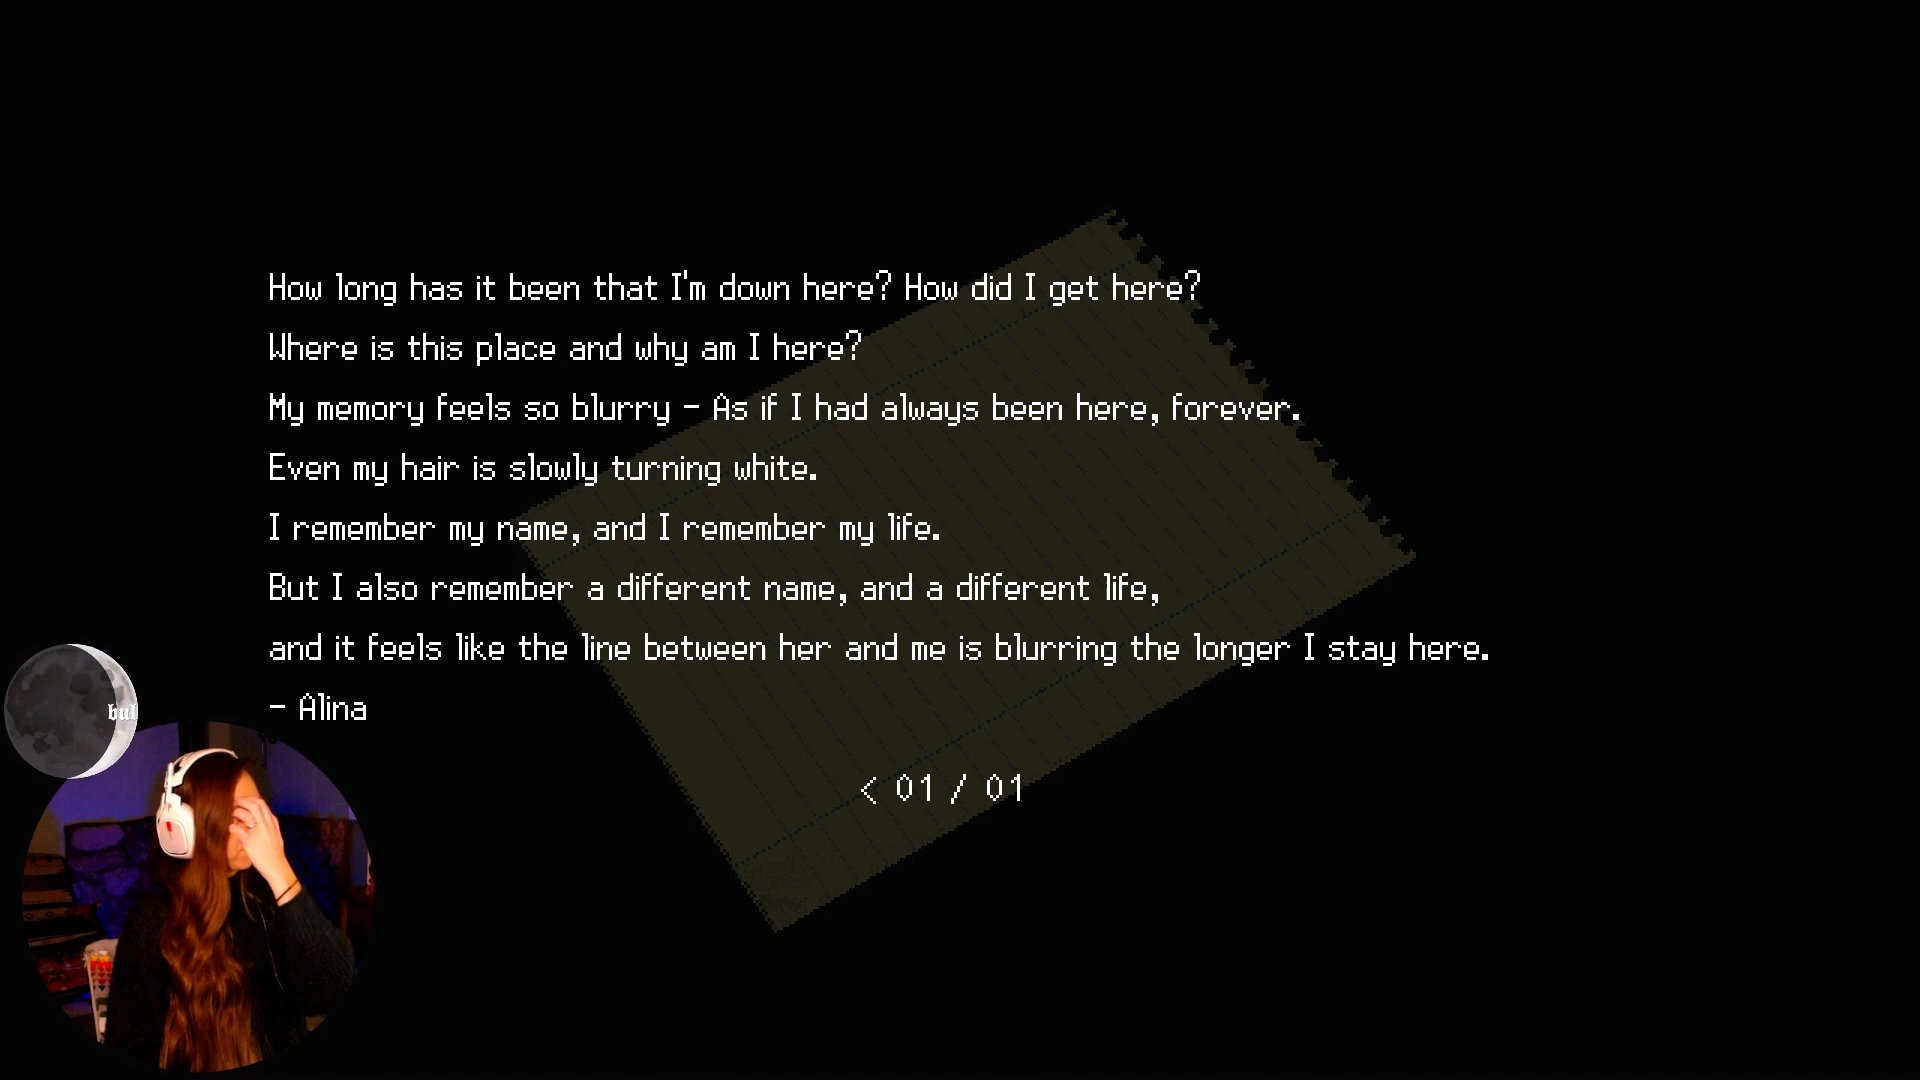 How long has it been that I'm down here? How did I get here?
Where is this place and why am I here?
My memory feels so blurry - As if I had always been here, forever.
Even my hair is slowly turning white.
I remember my name, and I remember my life.
But I also remember a different name, and a different life,
and it feels like the line between her and me is blurring the longer I stay here.
- Alina
< 01 / 01